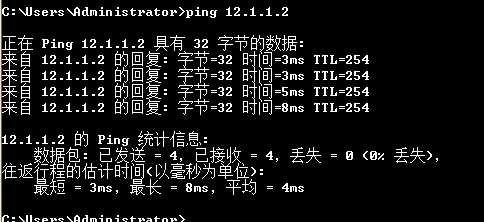 C:\Users\Administrator>ping 12.1.1.2
正在 Ping 12.1.1.2 具有 32 字节的数据:
来自 12.1.1.2 的回复: 字节=32 时间=3ms TTL=254
来自 12.1.1.2 的回复: 字节=32 时间=3ms TTL=254
来自 12.1.1.2 的回复: 字节=32 时间=5ms TTL=254
来自 12.1.1.2 的回复: 字节=32 时间=8ms TTL=254
12.1.1.2 的 Ping 统计信息:
数据包: 已发送 = 4, 已接收 = 4, 丢失 = 0 (0% 丢失),
往返行程的估计时间(以毫秒为单位):
最短 = 3ms, 最长 = 8ms, 平均 = 4ms
C:\Users\Administrator>